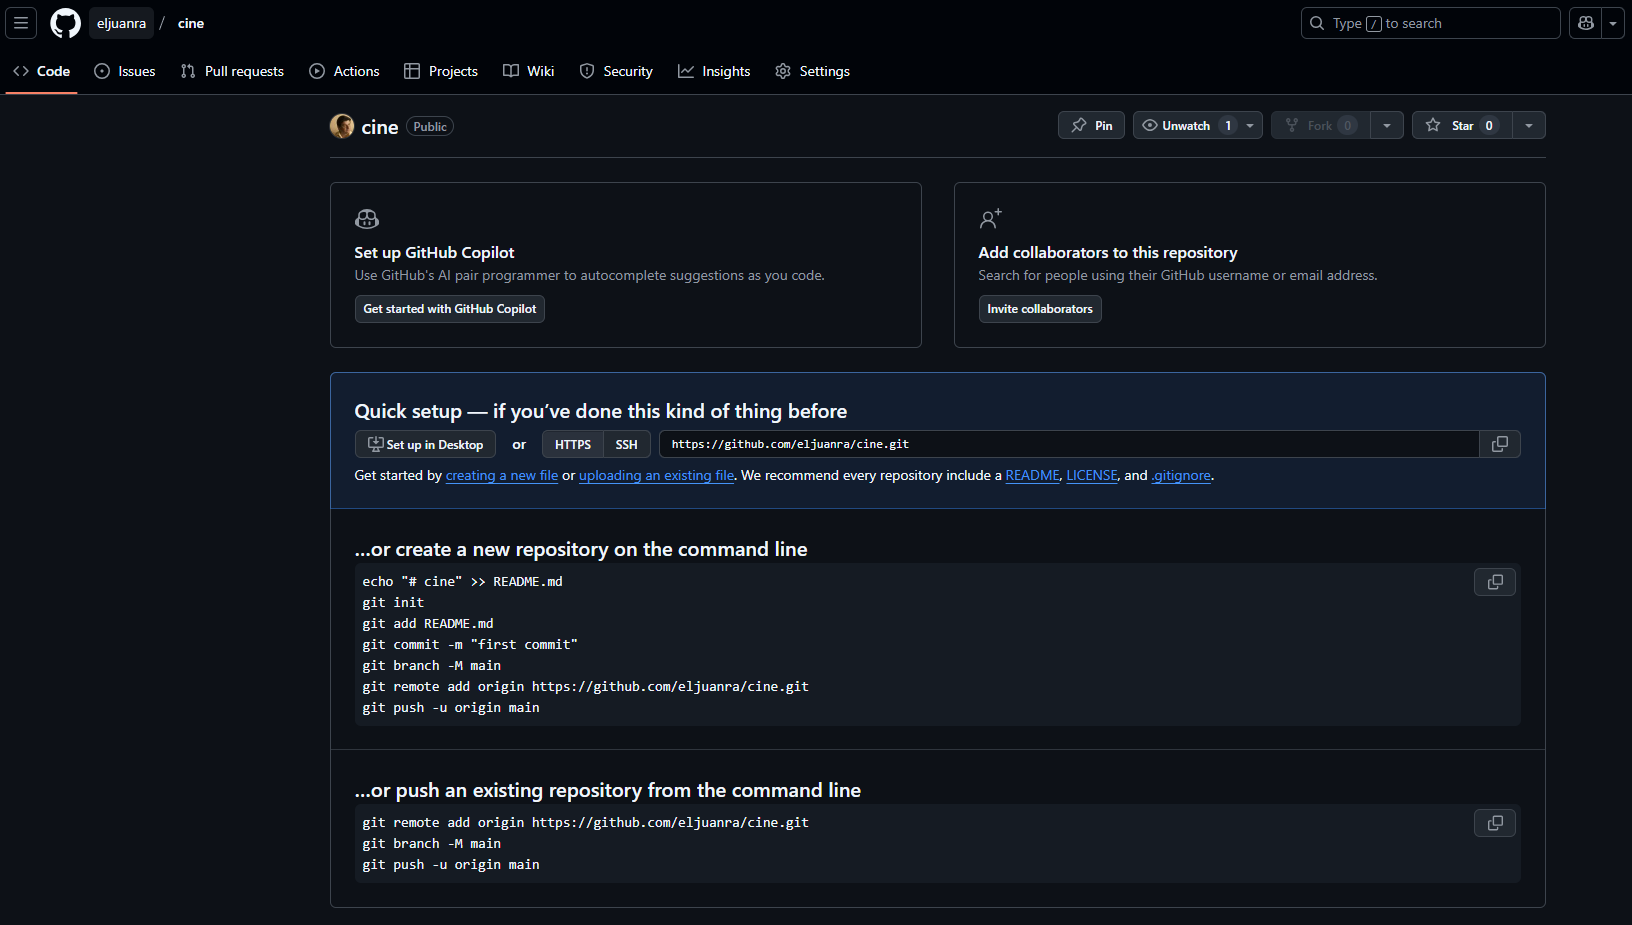 eljuanra / cine
Type / to search
Code Issues Pull requests Actions Projects Wiki Security Insights Settings
cine Public
Pin Unwatch 1 Fork 0 Star 0
Set up GitHub Copilot
Use GitHub's AI pair programmer to autocomplete suggestions as you code.
Get started with GitHub Copilot
Add collaborators to this repository
Search for people using their GitHub username or email address.
Invite collaborators
Quick setup — if you’ve done this kind of thing before
Set up in Desktop or HTTPS SSH https://github.com/eljuanra/cine.git
Get started by creating a new file or uploading an existing file. We recommend every repository include a README, LICENSE, and .gitignore.
…or create a new repository on the command line
echo "# cine" >> README.md
git init
git add README.md
git commit -m "first commit"
git branch -M main
git remote add origin https://github.com/eljuanra/cine.git
git push -u origin main
…or push an existing repository from the command line
git remote add origin https://github.com/eljuanra/cine.git
git branch -M main
git push -u origin main